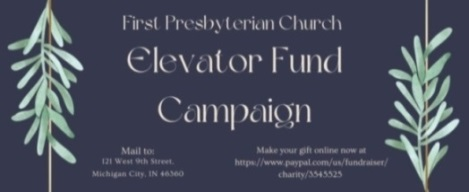 First Presbyterian Church
Elevator Fund
Campaign
Mail to:
121 West 9th Street,
Michigan City, IN 46360
Make your gift online now at
https://www.paypal.com/us/fundraiser/
charity/3545525